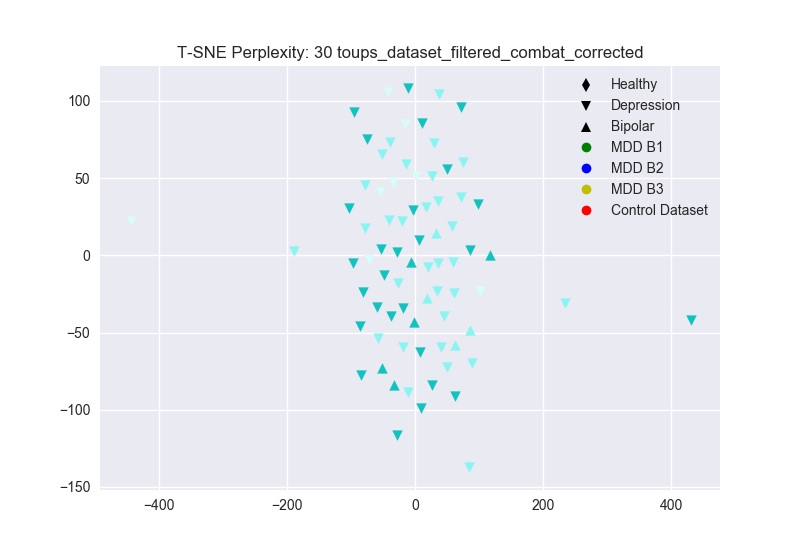 T-SNE Perplexity: 30 toups_dataset_filtered_combat_corrected
Healthy
Depression
Bipolar
MDD B1
MDD B2
MDD B3
Control Dataset
100
50
0
−50
−100
−150
−400
−200
0
200
400